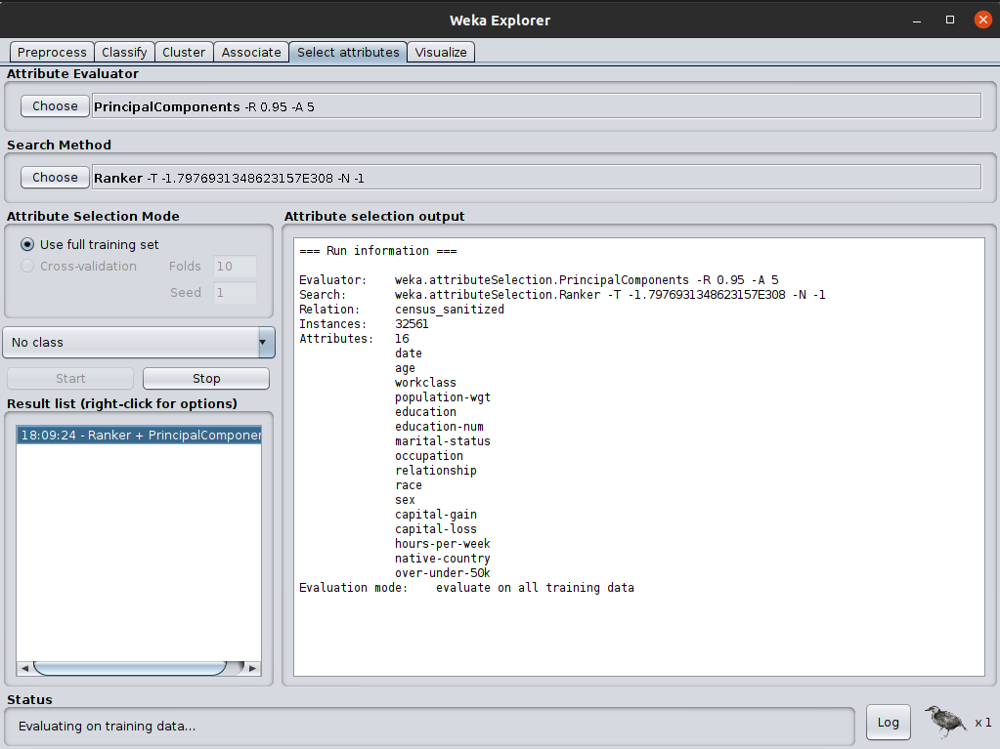 Weka Explorer
Preprocess Classify Cluster Associate Select attributes Visualize
Attribute Evaluator
Choose PrincipalComponents -R 0.95 -A 5
Search Method
Choose Ranker -T -1.7976931348623157E308 -N -1
Attribute Selection Mode
Use full training set
Cross-validation Folds 10
Seed 1
No class
Start Stop
Result list (right-click for options)
18:09:24 - Ranker + PrincipalComponen
Attribute selection output
=== Run information ===
Evaluator: weka.attributeSelection.PrincipalComponents -R 0.95 -A 5
Search: weka.attributeSelection.Ranker -T -1.7976931348623157E308 -N -1
Relation: census_sanitized
Instances: 32561
Attributes: 16
date
age
workclass
population-wgt
education
education-num
marital-status
occupation
relationship
race
sex
capital-gain
capital-loss
hours-per-week
native-country
over-under-50k
Evaluation mode: evaluate on all training data
Status
Evaluating on training data...
Log
x 1